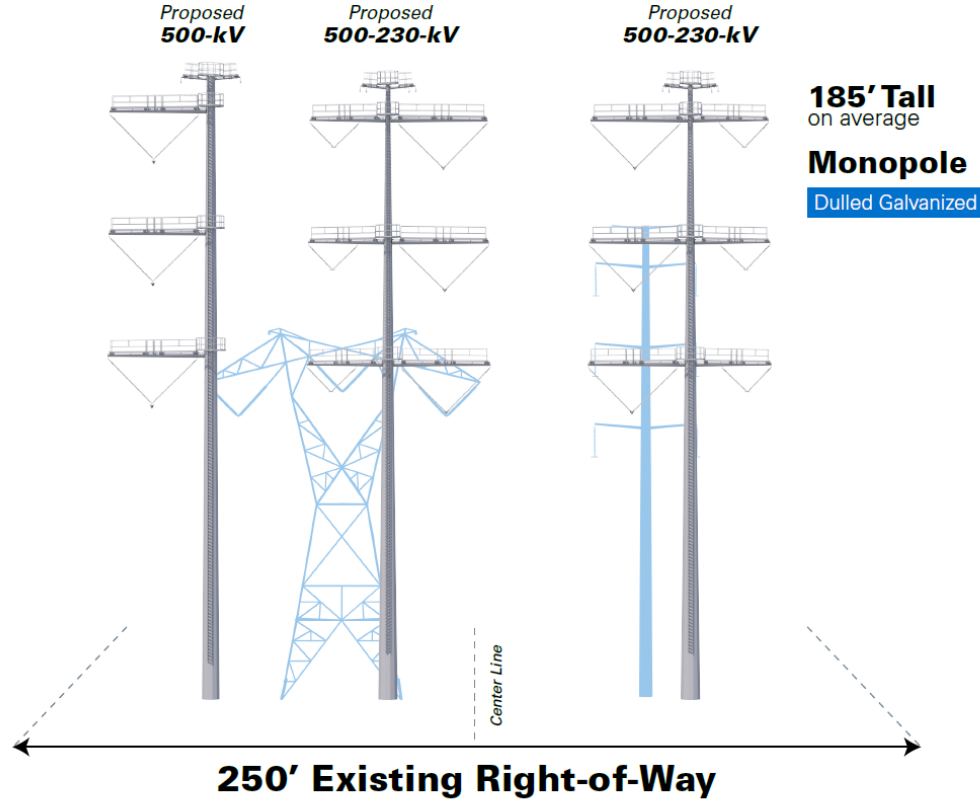 Proposed
500-kV
Proposed
500-230-kV
Proposed
500-230-kV
185' Tall
on average
Monopole
Dulled Galvanized
Center Line
250' Existing Right-of-Way